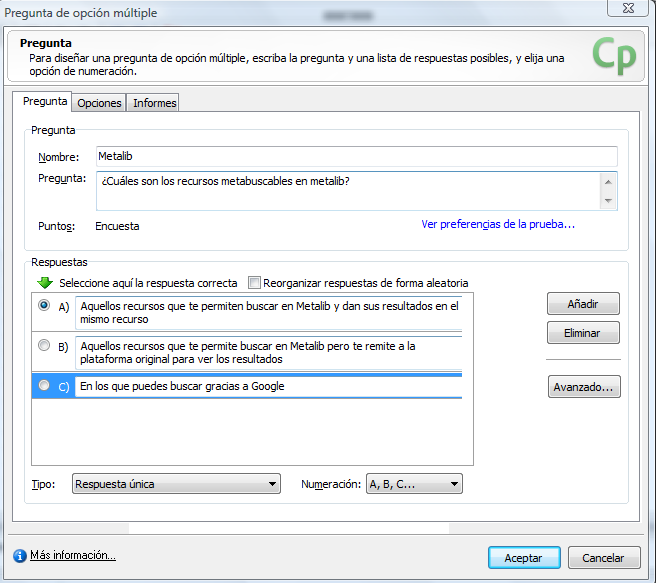 Pregunta de opción múltiple
Pregunta
Para diseñar una pregunta de opción múltiple, escriba la pregunta y una lista de respuestas posibles, y elija una
opción de numeración.
Cp
Pregunta Opciones Informes
Pregunta
Nombre: Metalib
Pregunta: ¿Cuáles son los recursos metabuscables en metalib?
Puntos: Encuesta Ver preferencias de la prueba...
Respuestas
Seleccione aquí la respuesta correcta Reorganizar respuestas de forma aleatoria
A) Aquellos recursos que te permiten buscar en Metalib y dan sus resultados en el
mismo recurso
Añadir
B) Aquellos recursos que te permite buscar en Metalib pero te remite a la
plataforma original para ver los resultados
Eliminar
C) En los que puedes buscar gracias a Google
Avanzado...
Tipo: Respuesta única Numeración: A, B, C...
Más información... Aceptar Cancelar